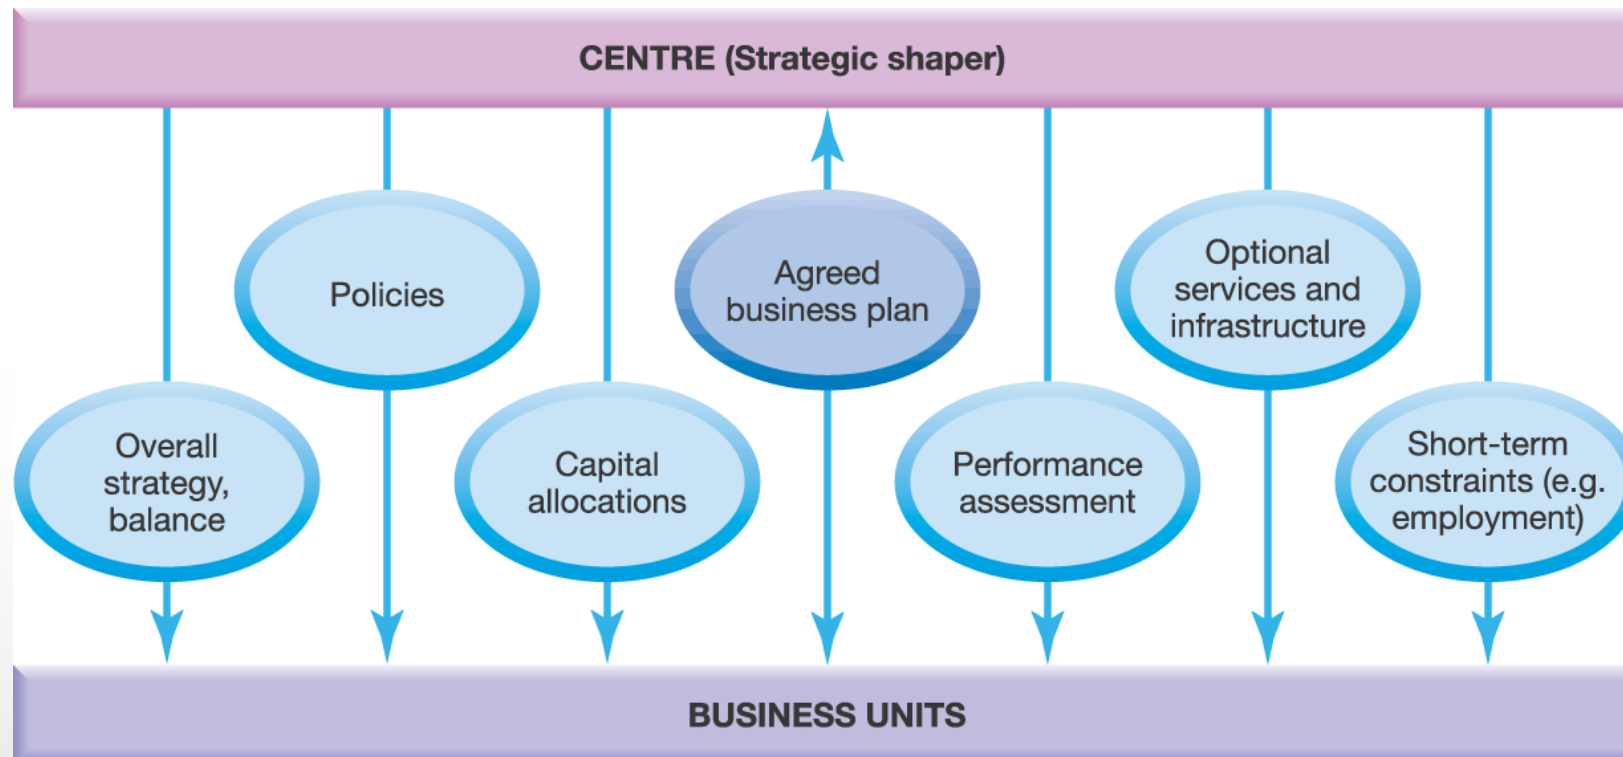 CENTRE (Strategic shaper)
Policies
Agreed
business plan
Optional
services and
infrastructure
Overall
strategy,
balance
Capital
allocations
Performance
assessment
Short-term
constraints (e.g.
employment)
BUSINESS UNITS